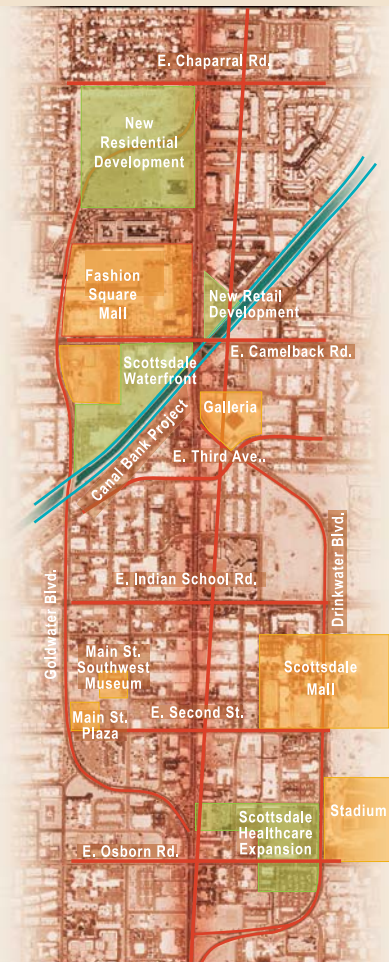 E. Chaparral Rd.
New
Residential
Development
Fashion
Square
Mall
New Retail
Development
E. Camelback Rd.
Scottsdale
Waterfront
Galleria
Canal Bank Project
E. Third Ave..
Goldwater Blvd.
Drinkwater Blvd.
E. Indian School Rd.
Main St.
Southwest
Museum
Scottsdale
Mall
Main St.
Plaza
E. Second St.
Stadium
Scottsdale
Healthcare
Expansion
E. Osborn Rd.